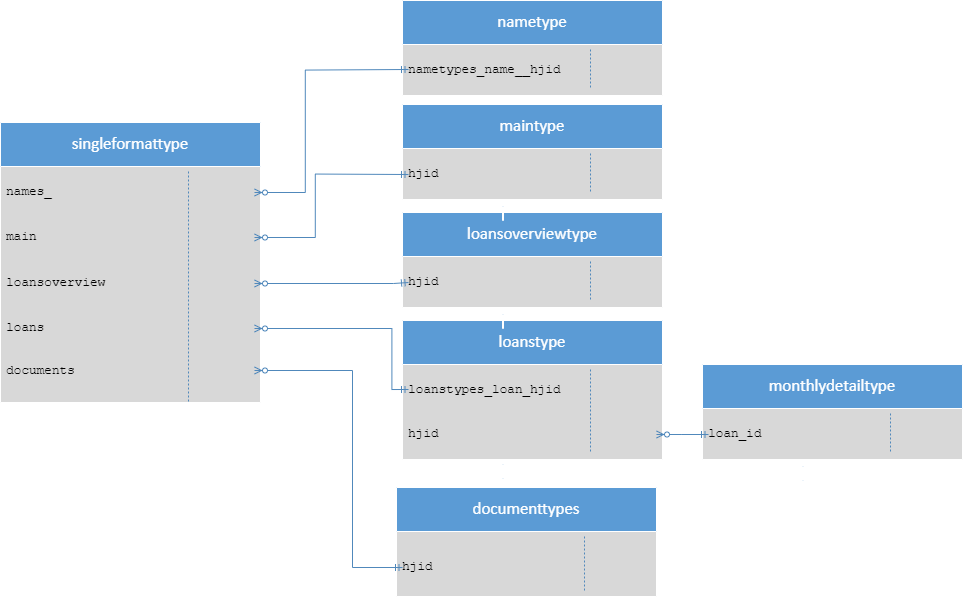 nametype
nametypes_name__hjid
maintype
hjid
singleformattype
names_
main
loansoverview
loans
documents
loansoverviewtype
hjid
loanstype
loanstypes_loan_hjid
hjid
monthlydetailtype
loan_id
documenttypes
hjid